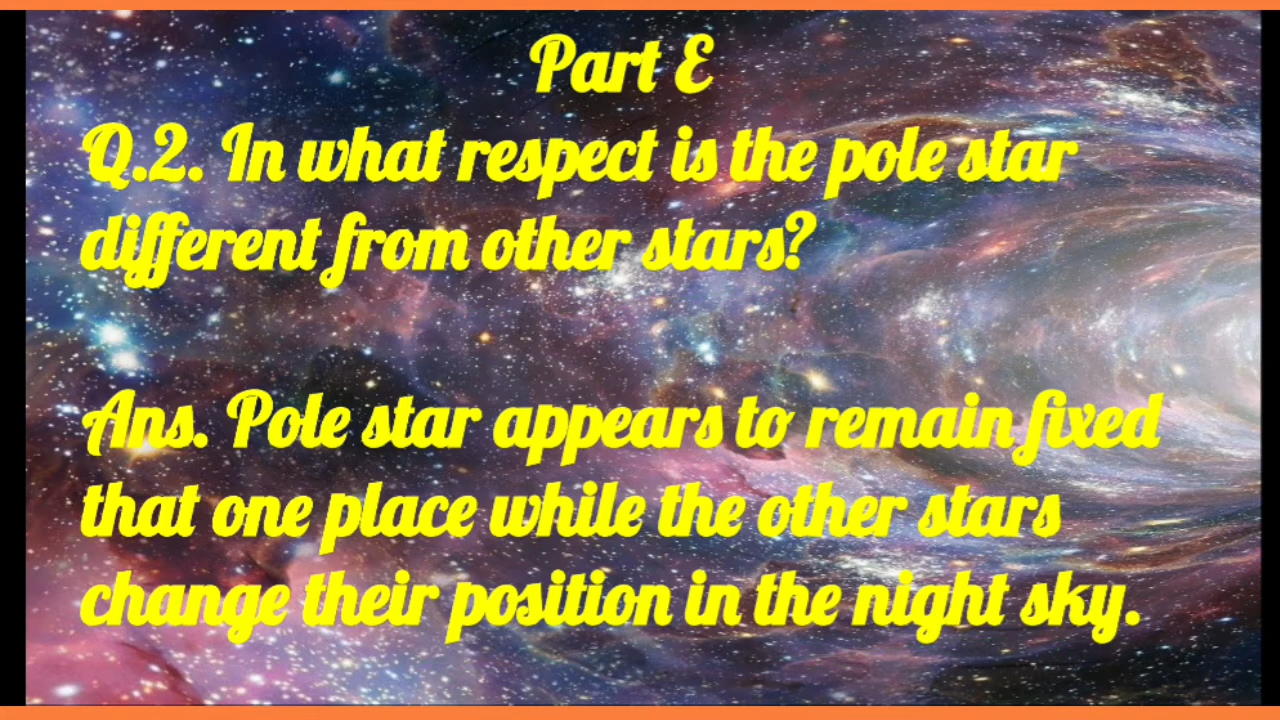 Part E
Q.2. In what respect is the pole star
different from other stars?
Ans. Pole star appears to remain fixed
that one place while the other stars
change their position in the night sky.